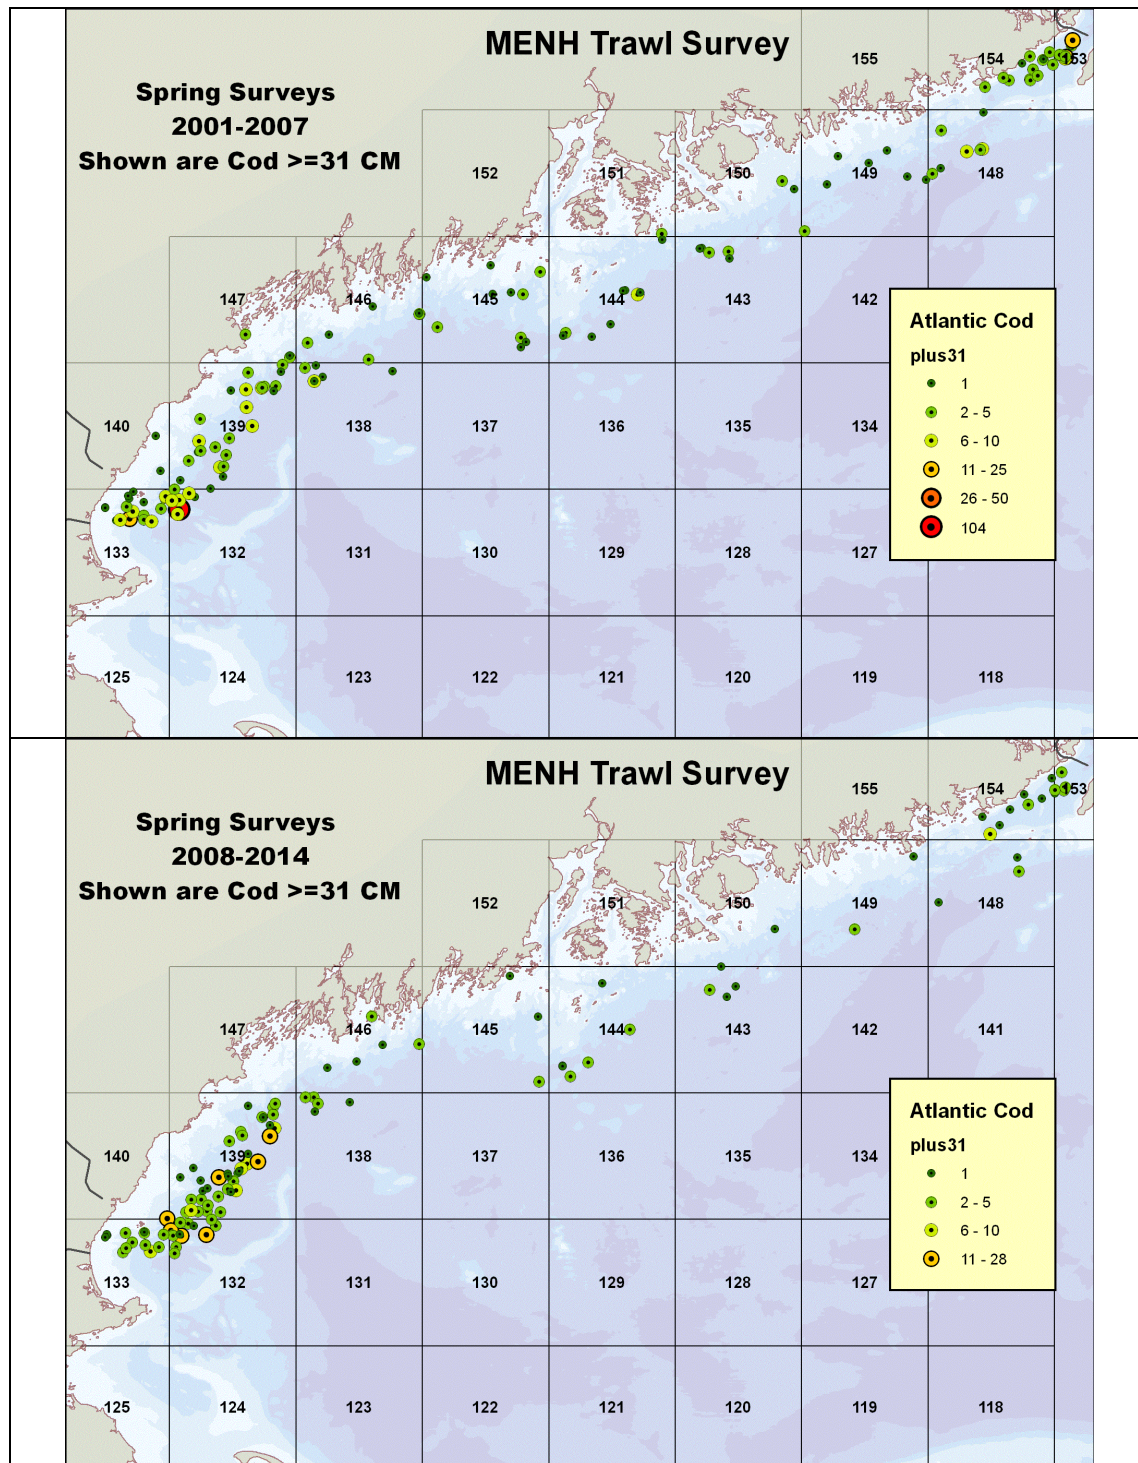 MENH Trawl Survey
Spring Surveys
2001-2007
Shown are Cod >=31 CM
155 154 153
152 151 150 149 148
147 146 145 144 143 142
140 139 138 137 136 135 134
133 132 131 130 129 128 127
125 124 123 122 121 120 119 118
Atlantic Cod
plus31
1
2 - 5
6 - 10
11 - 25
26 - 50
104
MENH Trawl Survey
Spring Surveys
2008-2014
Shown are Cod >=31 CM
155 154 153
152 151 150 149 148
147 146 145 144 143 142 141
140 139 138 137 136 135 134
133 132 131 130 129 128 127
125 124 123 122 121 120 119 118
Atlantic Cod
plus31
1
2 - 5
6 - 10
11 - 28